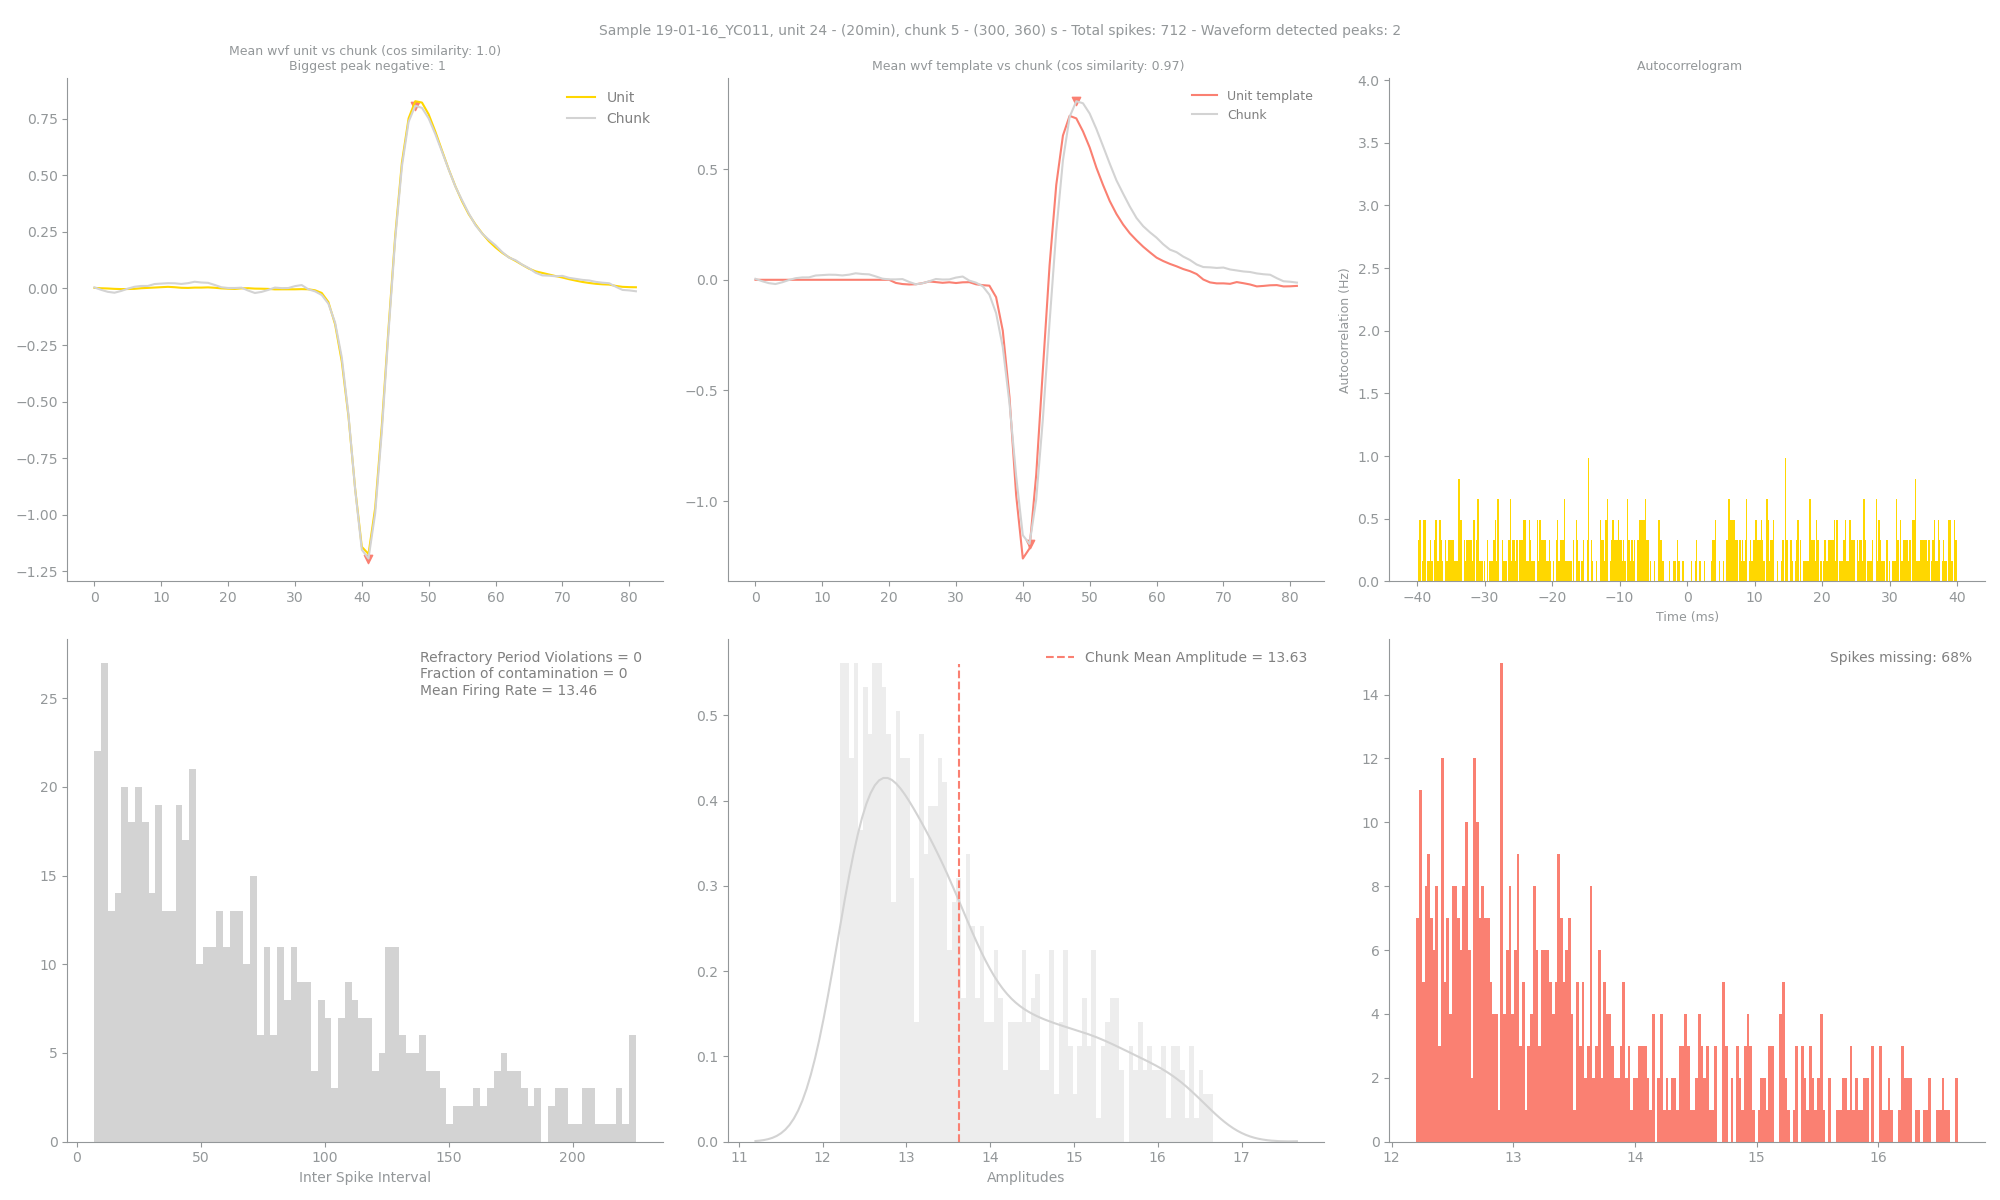 Sample 19-01-16_YC011, unit 24 - (20min), chunk 5 - (300, 360) s - Total spikes: 712 - Waveform detected peaks: 2
Mean wvf unit vs chunk (cos similarity: 1.0)
Biggest peak negative: 1
Unit
Chunk
0.75
0.50
0.25
0.00
−0.25
−0.50
−0.75
−1.00
−1.25
0 10 20 30 40 50 60 70 80
Mean wvf template vs chunk (cos similarity: 0.97)
Unit template
Chunk
0.5
0.0
−0.5
−1.0
0 10 20 30 40 50 60 70 80
Autocorrelogram
Autocorrelation (Hz)
4.0
3.5
3.0
2.5
2.0
1.5
1.0
0.5
0.0
−40 −30 −20 −10 0 10 20 30 40
Time (ms)
Refractory Period Violations = 0
Fraction of contamination = 0
Mean Firing Rate = 13.46
25
20
15
10
5
0
0 50 100 150 200
Inter Spike Interval
Chunk Mean Amplitude = 13.63
0.5
0.4
0.3
0.2
0.1
0.0
11 12 13 14 15 16 17
Amplitudes
Spikes missing: 68%
14
12
10
8
6
4
2
0
12 13 14 15 16